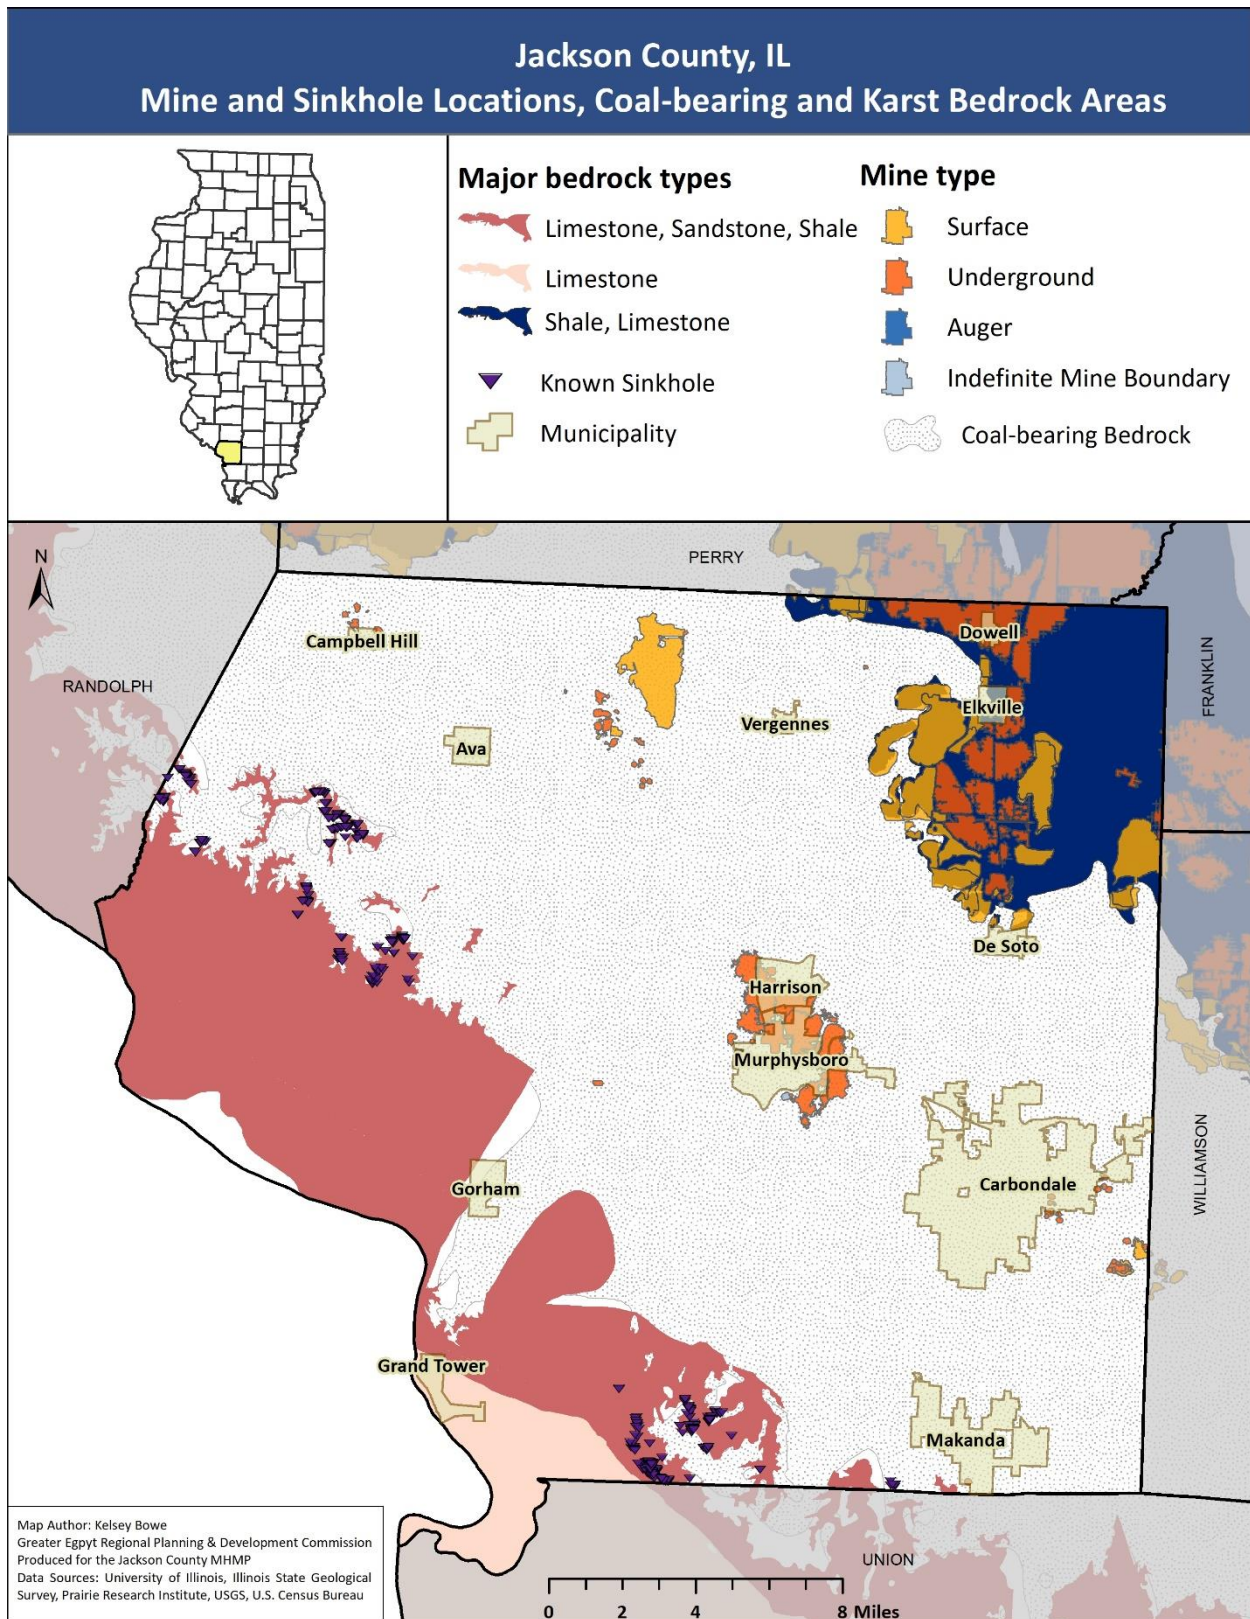 Jackson County, IL
Mine and Sinkhole Locations, Coal-bearing and Karst Bedrock Areas
Major bedrock types
Limestone, Sandstone, Shale
Limestone
Shale, Limestone
Known Sinkhole
Municipality
Mine type
Surface
Underground
Auger
Indefinite Mine Boundary
Coal-bearing Bedrock
N
PERRY
Campbell Hill
Dowell
RANDOLPH
FRANKLIN
Elkville
Vergennes
Ava
De Soto
Harrison
Murphysboro
WILLIAMSON
Carbondale
Gorham
Grand Tower
Makanda
UNION
Map Author: Kelsey Bowe
Greater Egpyt Regional Planning & Development Commission
Produced for the Jackson County MHMP
Data Sources: University of Illinois, Illinois State Geological
Survey, Prairie Research Institute, USGS, U.S. Census Bureau
0 2 4 8 Miles